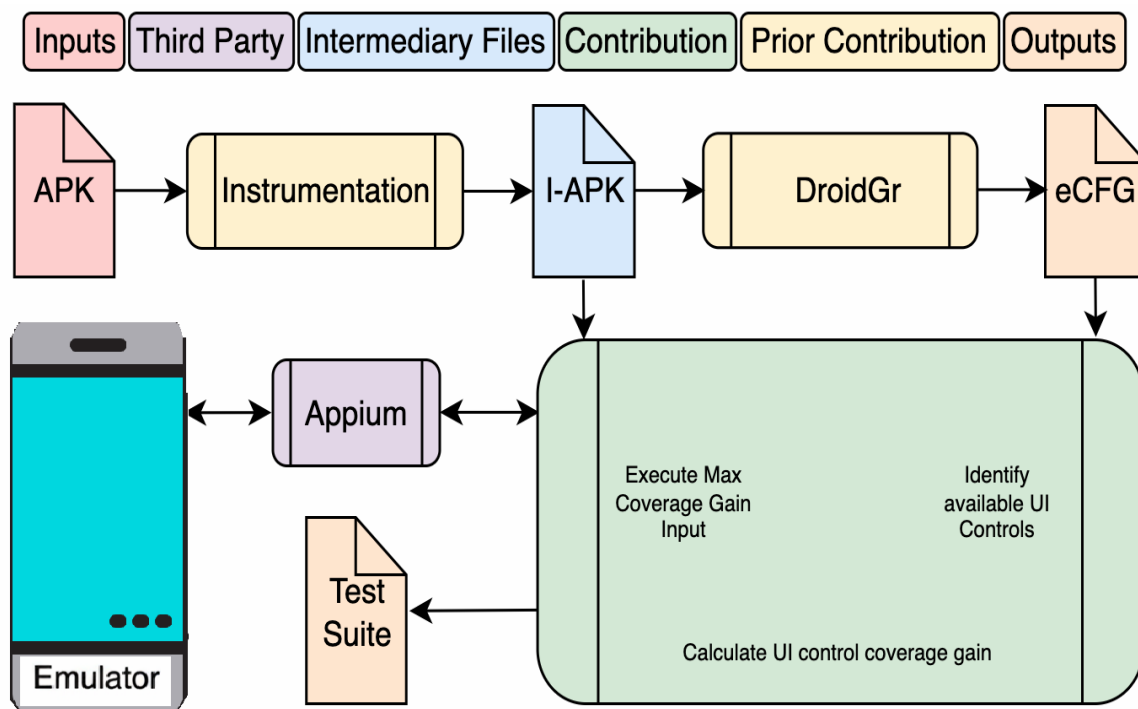 Inputs Third Party Intermediary Files Contribution Prior Contribution Outputs
APK Instrumentation I-APK DroidGr eCFG
Appium
Execute Max
Coverage Gain
Input
Identify
available UI
Controls
Test
Suite
Calculate UI control coverage gain
Emulator